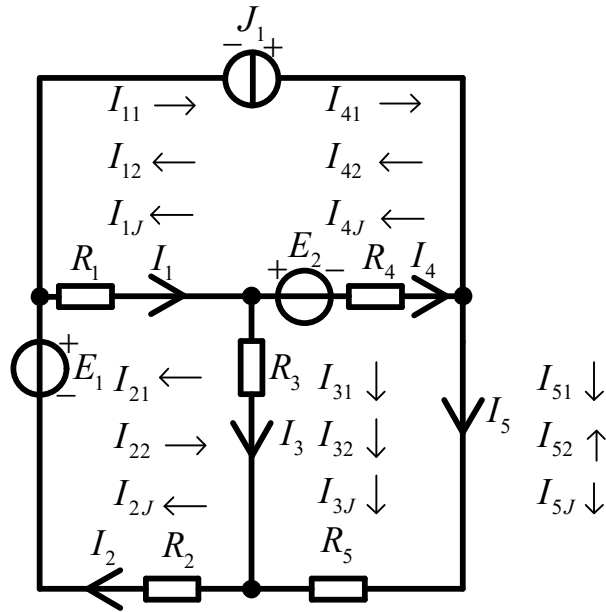 J₁
− +
I₁₁ → I₄₁ →
I₁₂ ← I₄₂ ←
I₁J ← I₄J ←
R₁ I₁ + E₂ − R₄ I₄
+ E₁ −
I₂₁ ← R₃ I₃₁ ↓ I₅ I₅₁ ↓
I₂₂ → I₃ I₃₂ ↓ I₅₂ ↑
I₂J ← I₃J ↓ I₅J ↓
I₂ R₂ R₅